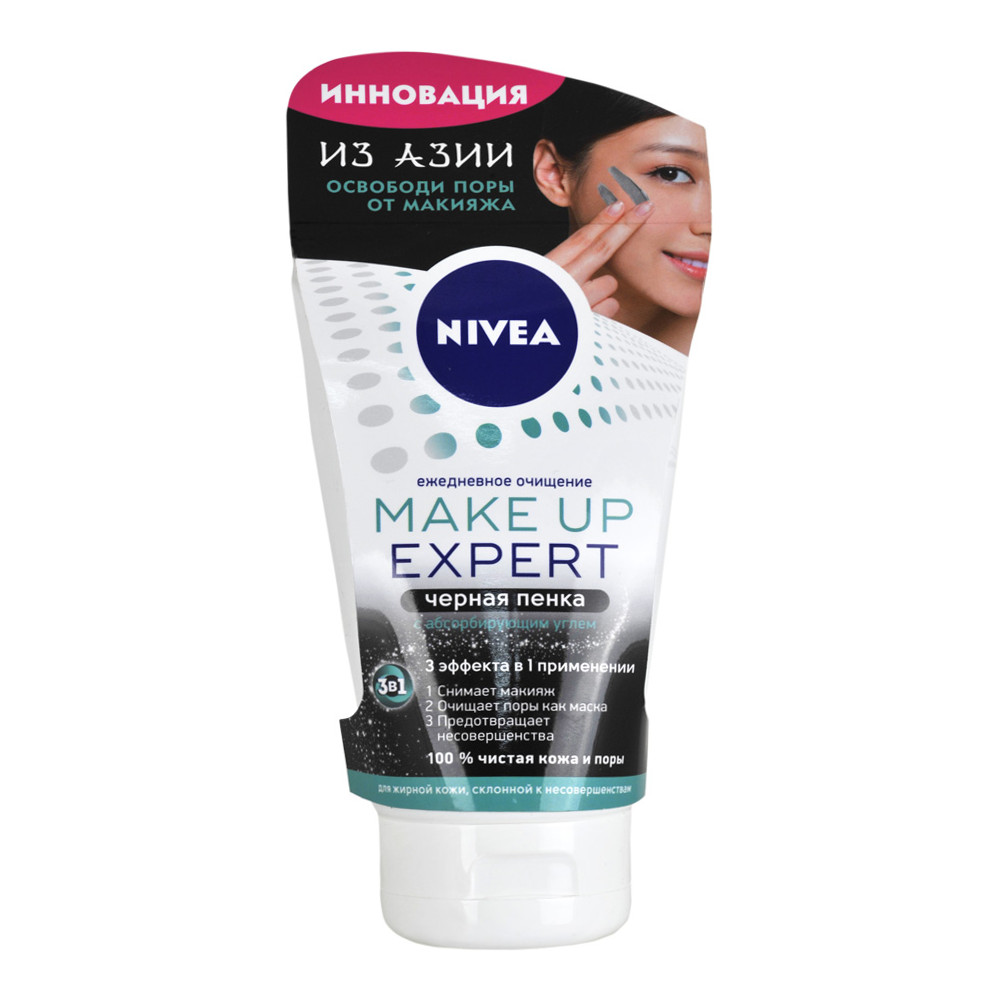 ИННОВАЦИЯ
ИЗ АЗИИ
ОСВОБОДИ ПОРЫ
ОТ МАКИЯЖА
NIVEA
ежедневное очищение
MAKE UP
EXPERT
черная пенка
с абсорбирующим углем
3 эффекта в 1 применении
3в1
1 Снимает макияж
2 Очищает поры как маска
3 Предотвращает
несовершенства
100 % чистая кожа и поры
для жирной кожи, склонной к несовершенствам